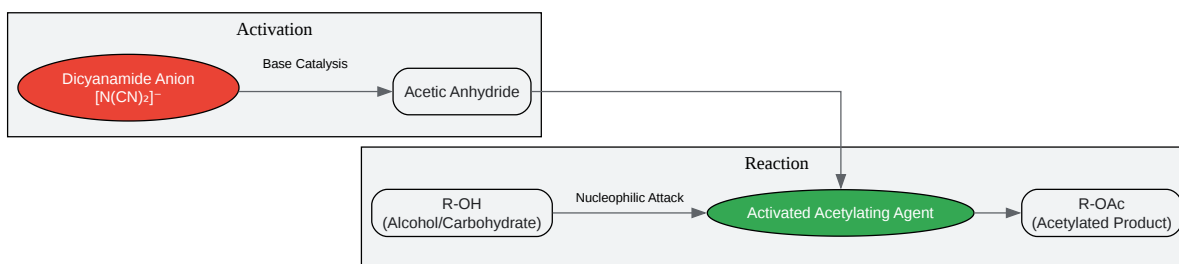 Activation
Dicyanamide Anion
[N(CN)₂]⁻
Base Catalysis
Acetic Anhydride
Reaction
R-OH
(Alcohol/Carbohydrate)
Nucleophilic Attack
Activated Acetylating Agent
R-OAc
(Acetylated Product)